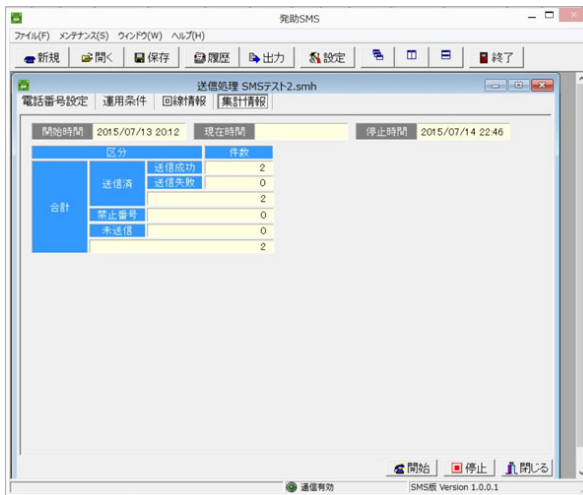 発助SMS
ファイル(F) メンテナンス(S) ウィンドウ(W) ヘルプ(H)
新規 開く 保存 履歴 出力 設定 終了
送信処理 SMSテスト2.smh
電話番号設定 運用条件 回線情報 集計情報
開始時間 2015/07/13 20:12 現在時間 停止時間 2015/07/14 22:46
区分 件数
合計 送信済 送信成功 2
送信失敗 0
2
禁止番号 0
未送信 0
2
開始 停止 閉じる
通信有効 SMS版 Version 1.0.0.1